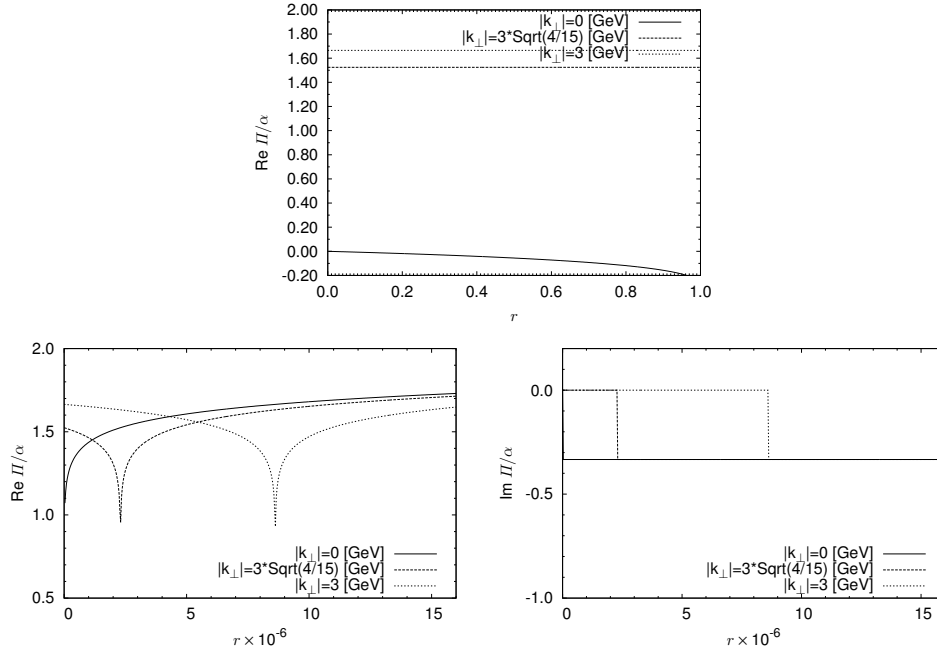 2.00
1.80
1.60
1.40
1.20
1.00
0.80
0.60
0.40
0.20
0.00
-0.20
Re Π/α
|k⊥|=0 [GeV]
|k⊥|=3*Sqrt(4/15) [GeV]
|k⊥|=3 [GeV]
0.0 0.2 0.4 0.6 0.8 1.0
r
2.0
1.5
1.0
0.5
Re Π/α
|k⊥|=0 [GeV]
|k⊥|=3*Sqrt(4/15) [GeV]
|k⊥|=3 [GeV]
0 5 10 15
r × 10⁻⁶
0.0
-0.5
-1.0
Im Π/α
|k⊥|=0 [GeV]
|k⊥|=3*Sqrt(4/15) [GeV]
|k⊥|=3 [GeV]
0 5 10 15
r × 10⁻⁶